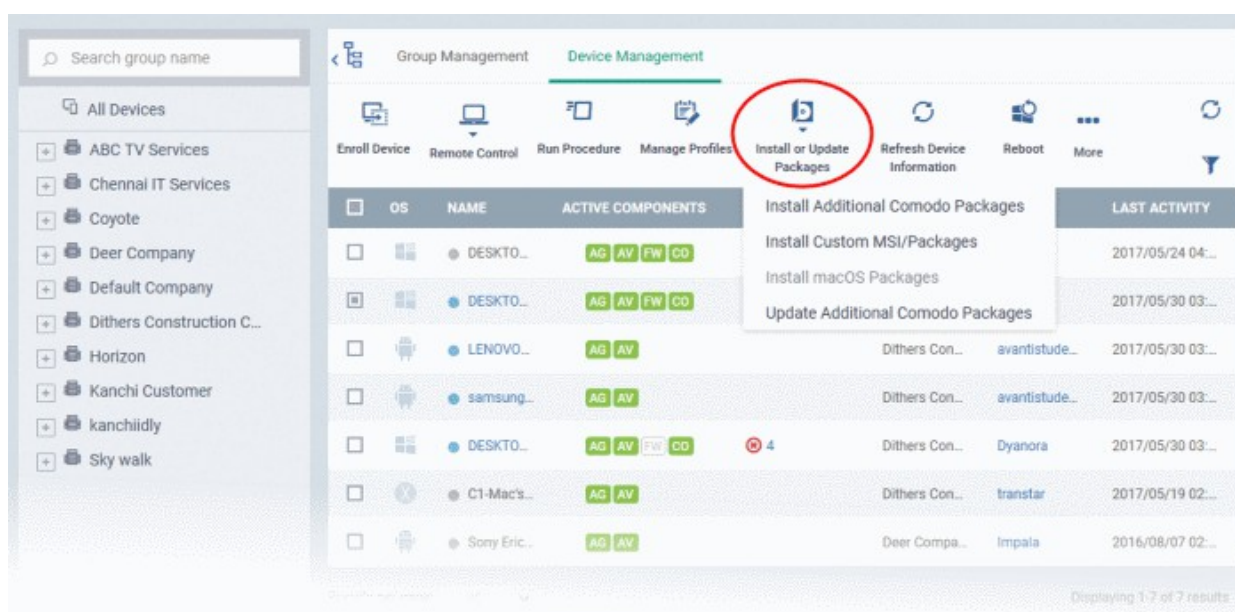 Search group name
All Devices
ABC TV Services
Chennai IT Services
Coyote
Deer Company
Default Company
Dithers Construction C...
Horizon
Kanchi Customer
kanchiidly
Sky walk
Group Management Device Management
Enroll Device Remote Control Run Procedure Manage Profiles Install or Update Packages Refresh Device Information Reboot More
Install Additional Comodo Packages
Install Custom MSI/Packages
Install macOS Packages
Update Additional Comodo Packages
OS NAME ACTIVE COMPONENTS LAST ACTIVITY
DESKTO... AG AV FW CO 2017/05/24 04:...
DESKTO... AG AV FW CO 2017/05/30 03:...
LENOVO... AG AV Dithers Con... avantistude... 2017/05/30 03:...
samsung... AG AV Dithers Con... avantistude... 2017/05/30 03:...
DESKTO... AG AV FW CO 4 Dithers Con... Dyanora 2017/05/30 03:...
C1-Mac's... AG AV Dithers Con... transtar 2017/05/19 02:...
Sony Eric... AG AV Deer Compa... Impala 2016/08/07 02:...
Displaying 1-7 of 7 results